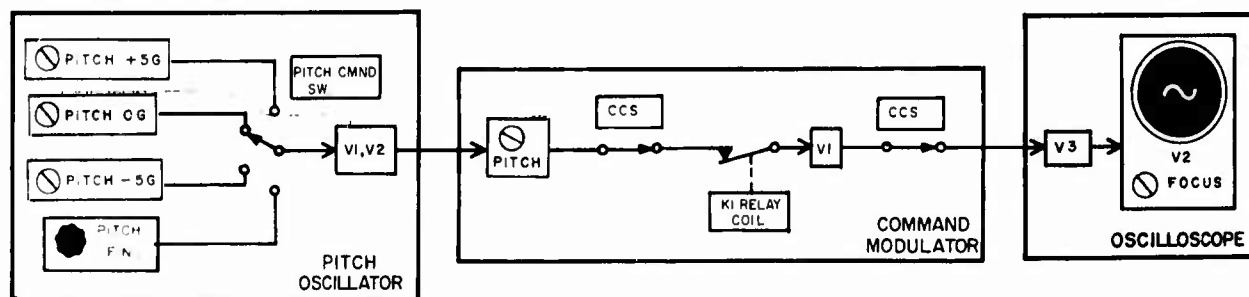 PITCH +5G
PITCH CMND
SW
PITCH 0G
PITCH -5G
PITCH
V1,V2
PITCH
OSCILLATOR
PITCH
CCS
K1 RELAY
COIL
V1
CCS
COMMAND
MODULATOR
V3
V2
FOCUS
OSCILLOSCOPE